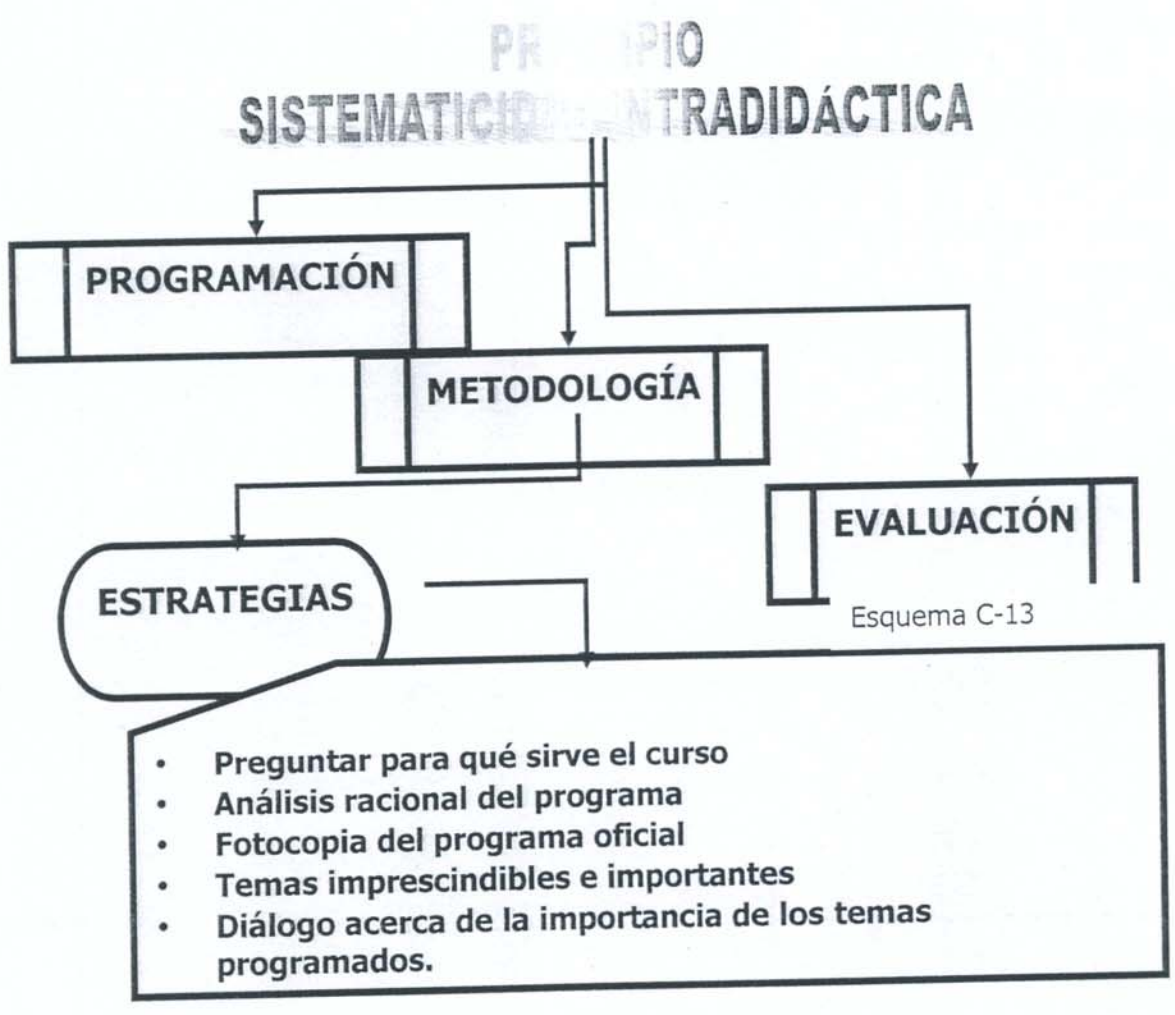 INTRADIDÁCTICA
PROGRAMACIÓN
METODOLOGÍA
EVALUACIÓN
ESTRATEGIAS
Esquema C-13
• Preguntar para qué sirve el curso
• Análisis racional del programa
• Fotocopia del programa oficial
• Temas imprescindibles e importantes
• Diálogo acerca de la importancia de los temas
programados.